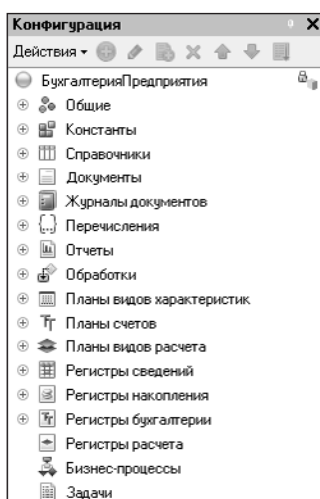 Конфигурация
Действия
БухгалтерияПредприятия
Общие
Константы
Справочники
Документы
Журналы документов
Перечисления
Отчеты
Обработки
Планы видов характеристик
Планы счетов
Планы видов расчета
Регистры сведений
Регистры накопления
Регистры бухгалтерии
Регистры расчета
Бизнес-процессы
Задачи